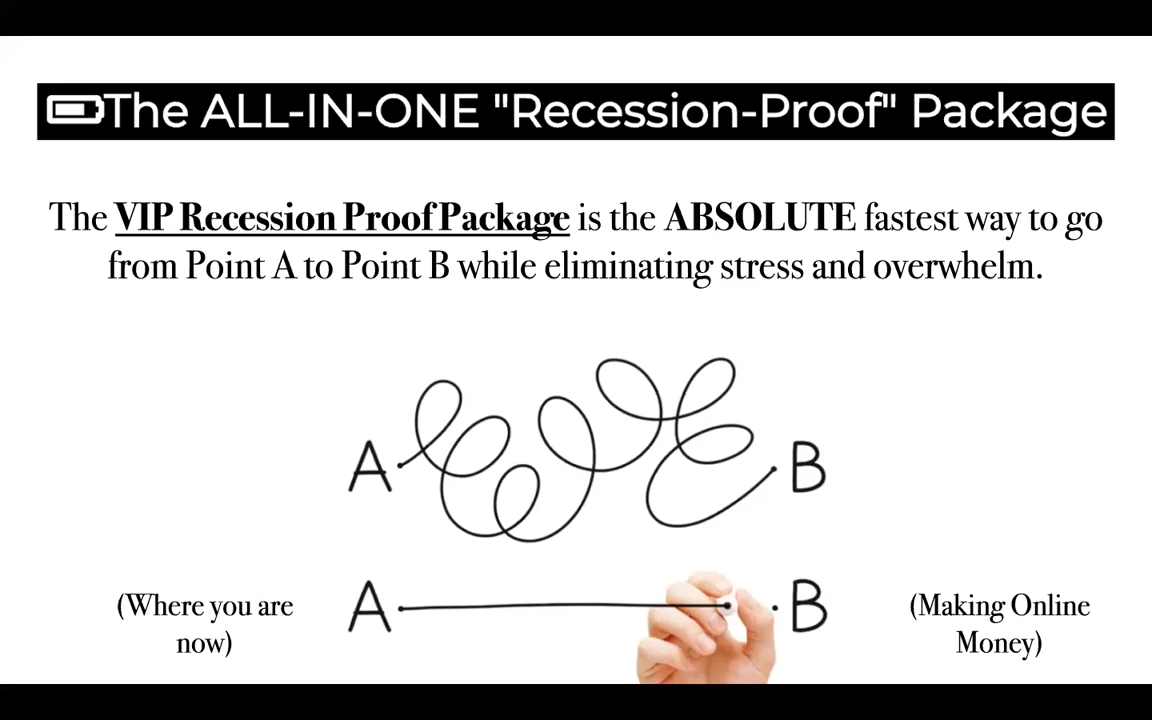 The ALL-IN-ONE "Recession-Proof" Package
The VIP Recession Proof Package is the ABSOLUTE fastest way to go
from Point A to Point B while eliminating stress and overwhelm.
A B
(Where you are
now)
A B
(Making Online
Money)